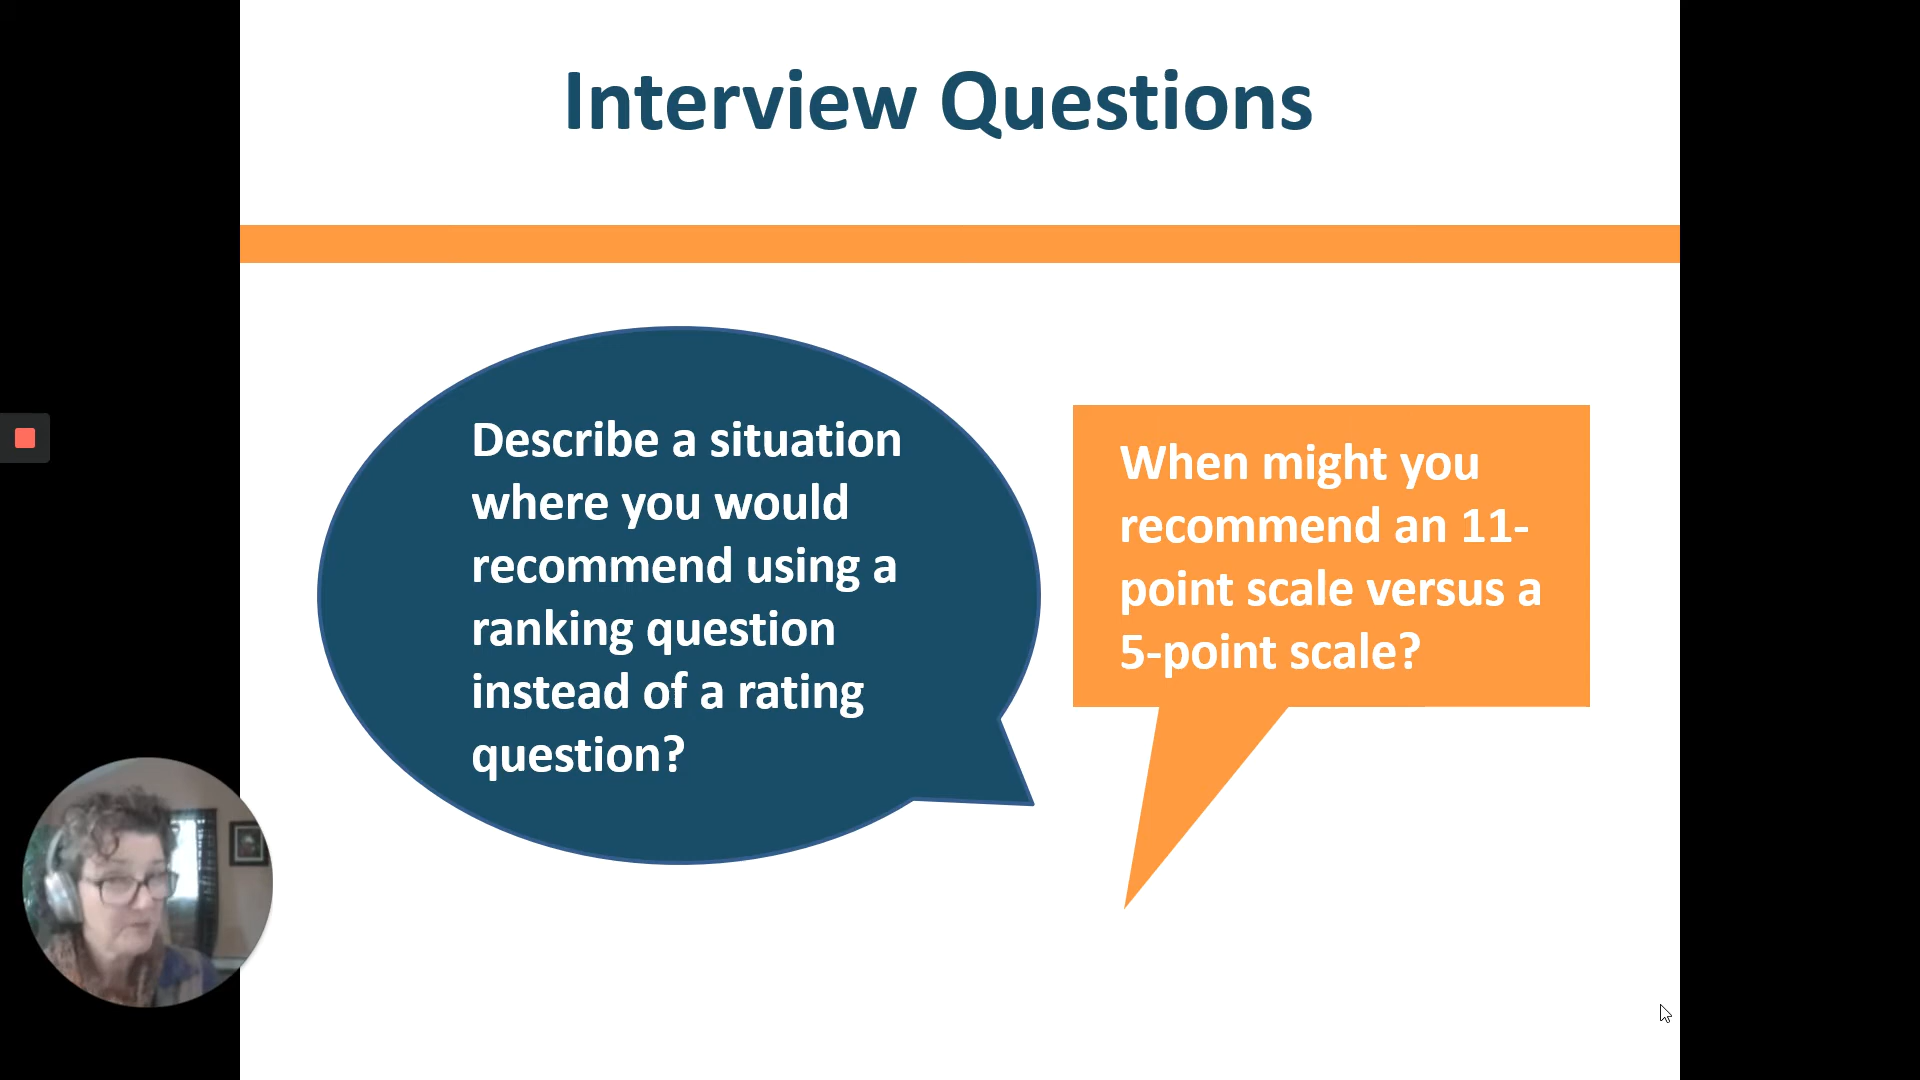 Interview Questions
Describe a situation
where you would
recommend using a
ranking question
instead of a rating
question?
When might you
recommend an 11-
point scale versus a
5-point scale?